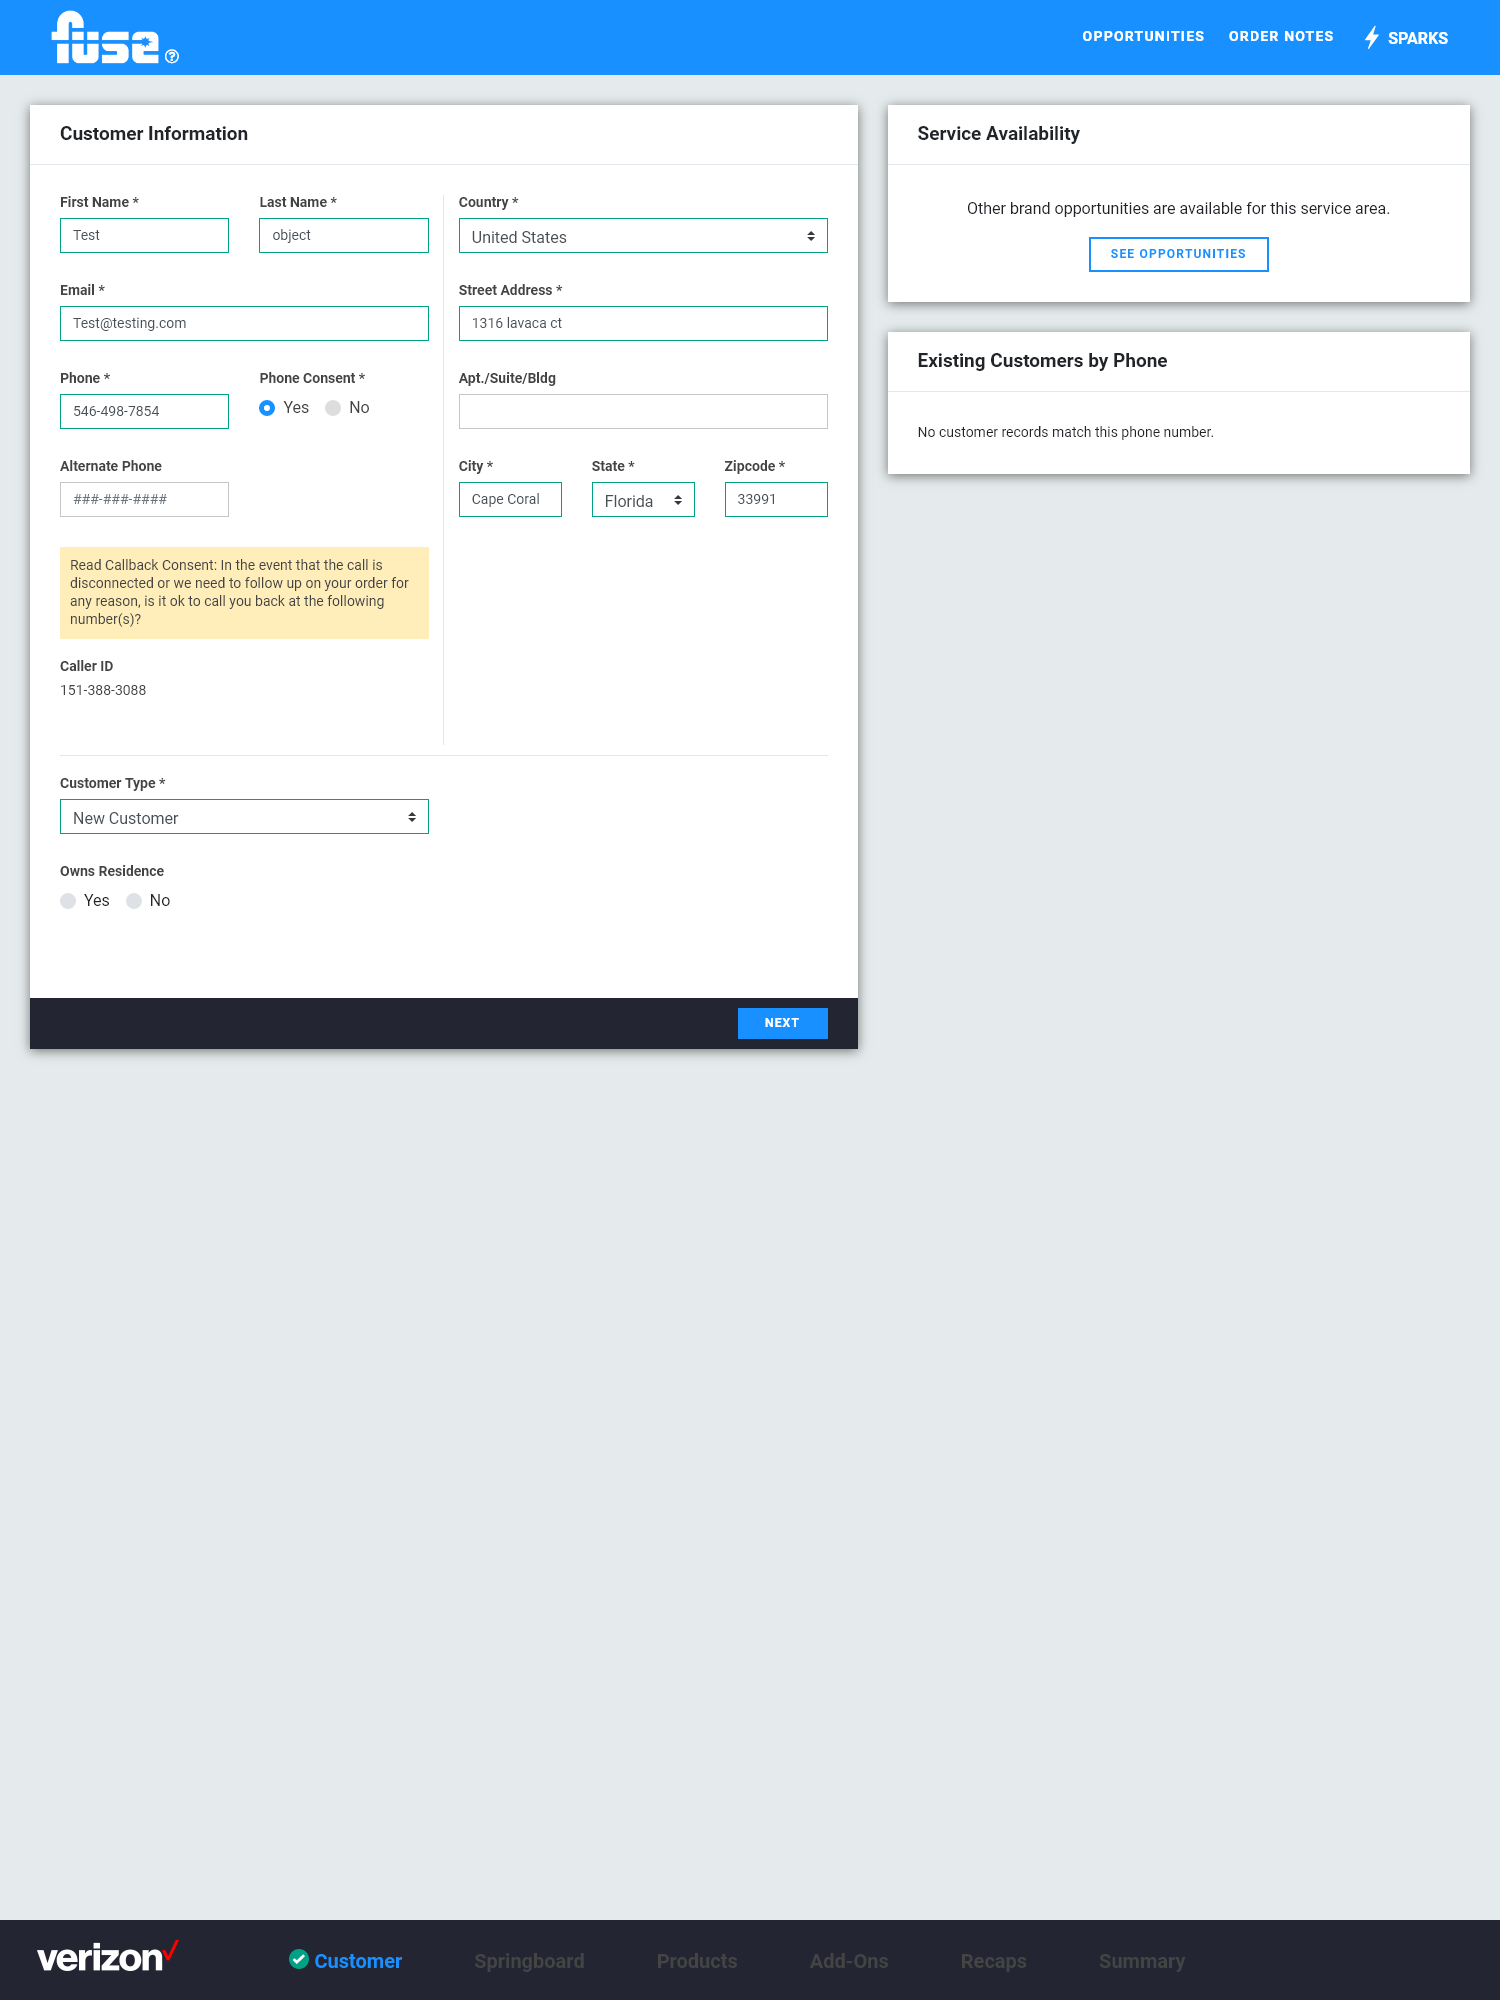 fuse
?
OPPORTUNITIES
ORDER NOTES
SPARKS
Customer Information
First Name *
Last Name *
Test
object
Email *
Test@testing.com
Phone *
Phone Consent *
546-498-7854
Yes
No
Alternate Phone
###-###-####
Read Callback Consent: In the event that the call is
disconnected or we need to follow up on your order for
any reason, is it ok to call you back at the following
number(s)?
Caller ID
151-388-3088
Country *
United States
Street Address *
1316 lavaca ct
Apt./Suite/Bldg
City *
State *
Zipcode *
Cape Coral
Florida
33991
Customer Type *
New Customer
Owns Residence
Yes
No
NEXT
Service Availability
Other brand opportunities are available for this service area.
SEE OPPORTUNITIES
Existing Customers by Phone
No customer records match this phone number.
verizon
Customer
Springboard
Products
Add-Ons
Recaps
Summary